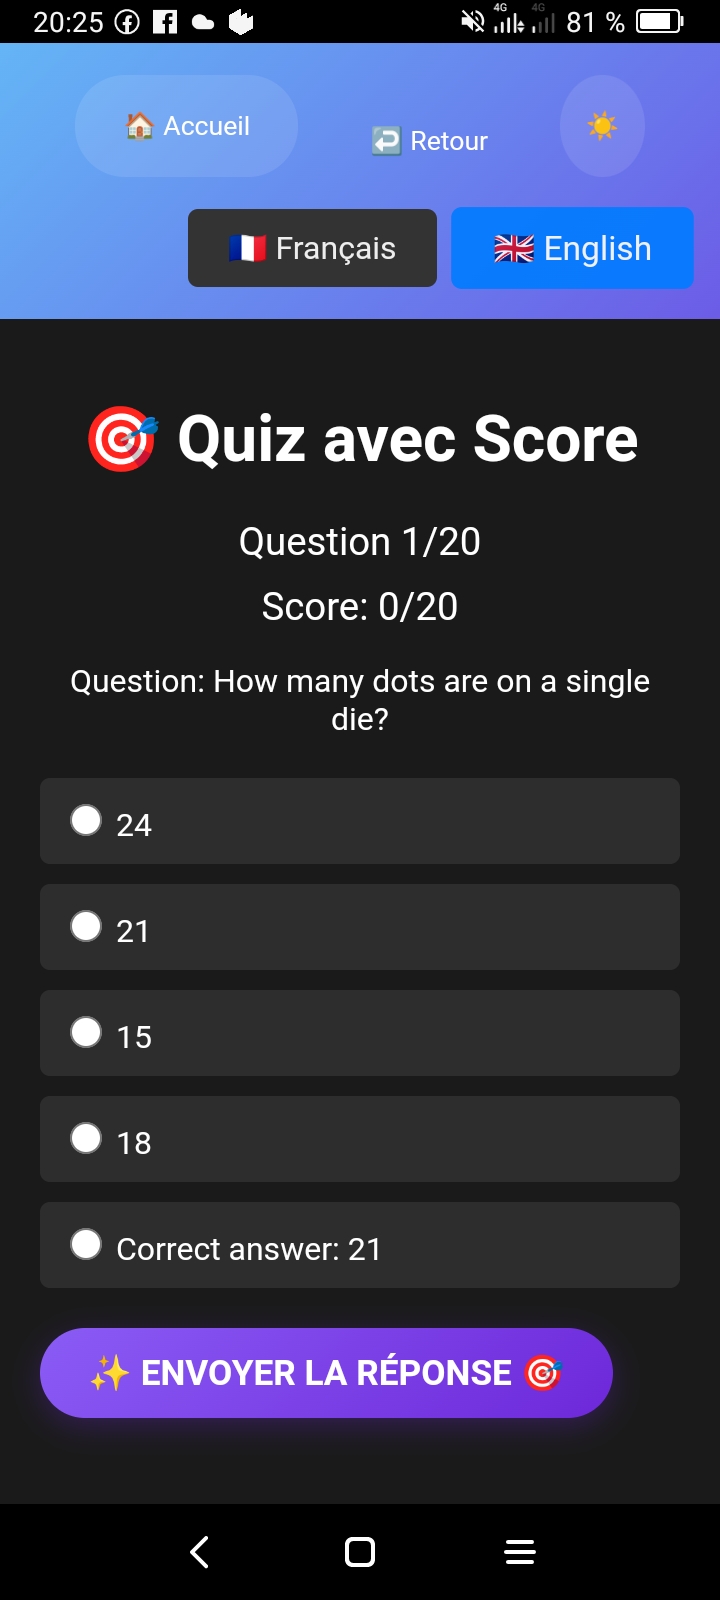 20:25 4G 4G 81 %
🏠 Accueil
↩️ Retour
☀️
🇫🇷 Français
🇬🇧 English
🎯 Quiz avec Score
Question 1/20
Score: 0/20
Question: How many dots are on a single
die?
24
21
15
18
Correct answer: 21
✨ ENVOYER LA RÉPONSE 🎯